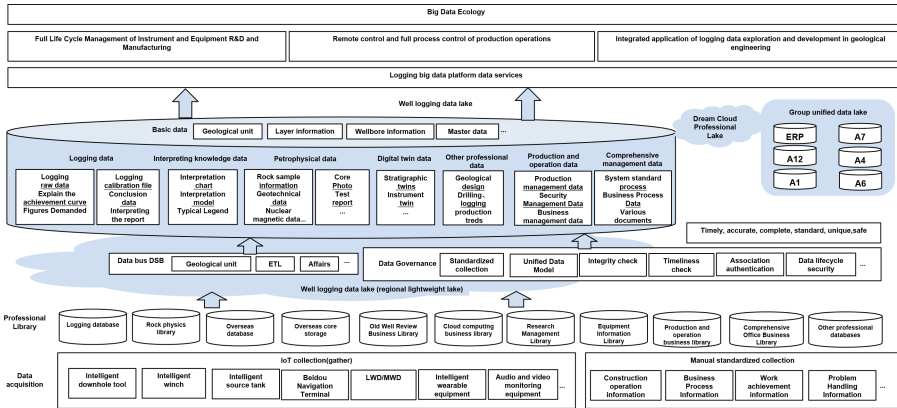 Big Data Ecology
Full Life Cycle Management of Instrument and Equipment R&D and
Manufacturing
Remote control and full process control of production operations
Integrated application of logging data exploration and development in geological
engineering
Logging big data platform data services
Well logging data lake
Basic data
Geological unit
Layer information
Wellbore information
Master data
...
Dream Cloud
Professional
Lake
Group unified data lake
ERP
A7
A12
A4
A1
A6
Logging data
Interpreting knowledge data
Petrophysical data
Digital twin data
Other professional
data
Production and
operation data
Comprehensive
management data
Logging
raw data
Explain the
achievement curve
Figures Demanded
Logging
calibration file
Conclusion
data
Interpreting
the report
Interpretation
chart
Interpretation
model
Typical Legend
Rock sample
information
Geotechnical
data
Nuclear
magnetic data...
Core
Photo
Test
report
...
Stratigraphic
twins
Instrument
twin
...
Geological
design
Drilling、
logging
production
treds
Production
management data
Security
Management Data
Business
management data
System standard
process
Business Process
Data
Various
documents
Timely, accurate, complete, standard, unique,safe
Data bus DSB
Geological unit
ETL
Affairs
...
Data Governance
Standardized
collection
Unified Data
Model
Integrity check
Timeliness
check
Association
authentication
Data lifecycle
security
...
Well logging data lake (regional lightweight lake)
Professional
Library
Logging database
Rock physics
library
Overseas
database
Overseas core
storage
Old Well Review
Business Library
Cloud computing
business library
Research
Management
Library
Equipment
Information Library
Production and
operation
business library
Comprehensive
Office Business
Library
Other professional
databases
Data
acquisition
IoT collection(gather)
Intelligent
downhole tool
Intelligent
winch
Intelligent
source tank
Beidou
Navigation
Terminal
LWD/MWD
Intelligent
wearable
equipment
Audio and video
monitoring
equipment
...
Manual standardized collection
Construction
operation
information
Business
Process
Information
Work
achievement
information
Problem
Handling
Information
...